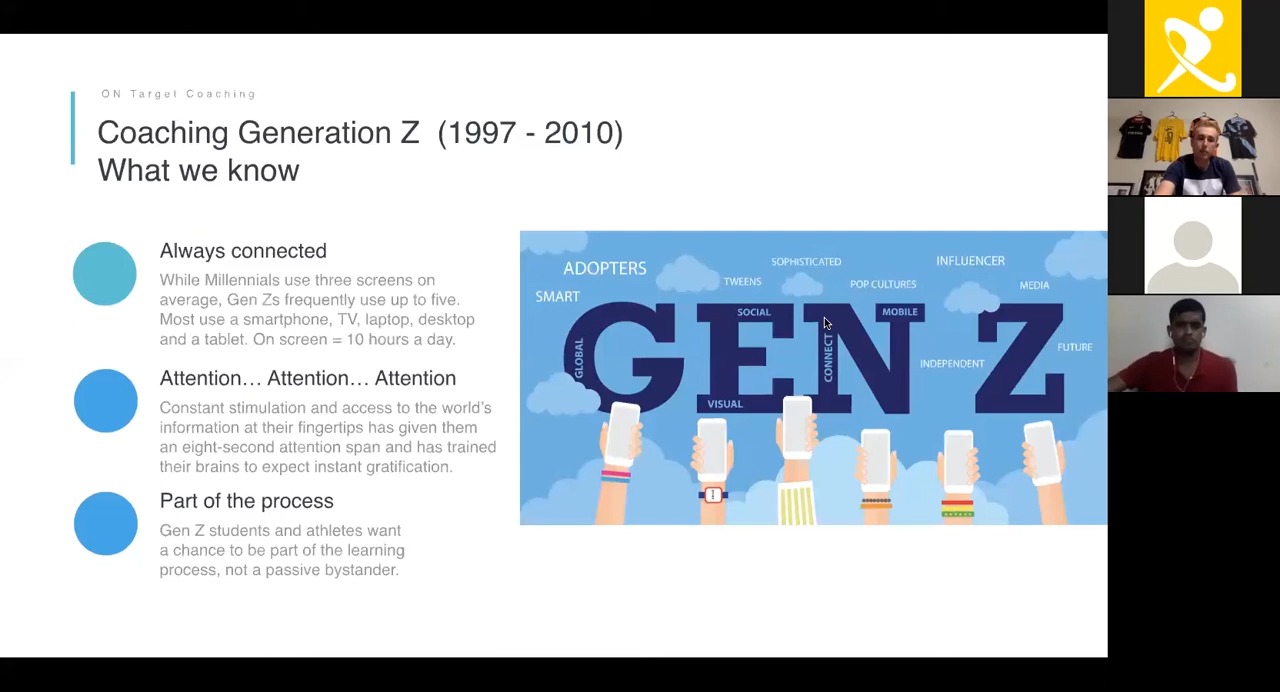 ON Target Coaching
Coaching Generation Z (1997 - 2010)
What we know
Always connected
While Millennials use three screens on
average, Gen Zs frequently use up to five.
Most use a smartphone, TV, laptop, desktop
and a tablet. On screen = 10 hours a day.
Attention… Attention… Attention
Constant stimulation and access to the world's
information at their fingertips has given them
an eight-second attention span and has trained
their brains to expect instant gratification.
Part of the process
Gen Z students and athletes want
a chance to be part of the learning
process, not a passive bystander.
ADOPTERS
SOPHISTICATED
INFLUENCER
SMART
TWEENS
POP CULTURES
MEDIA
GEN Z
SOCIAL
MOBILE
GLOBAL
CONNECT
INDEPENDENT
FUTURE
VISUAL